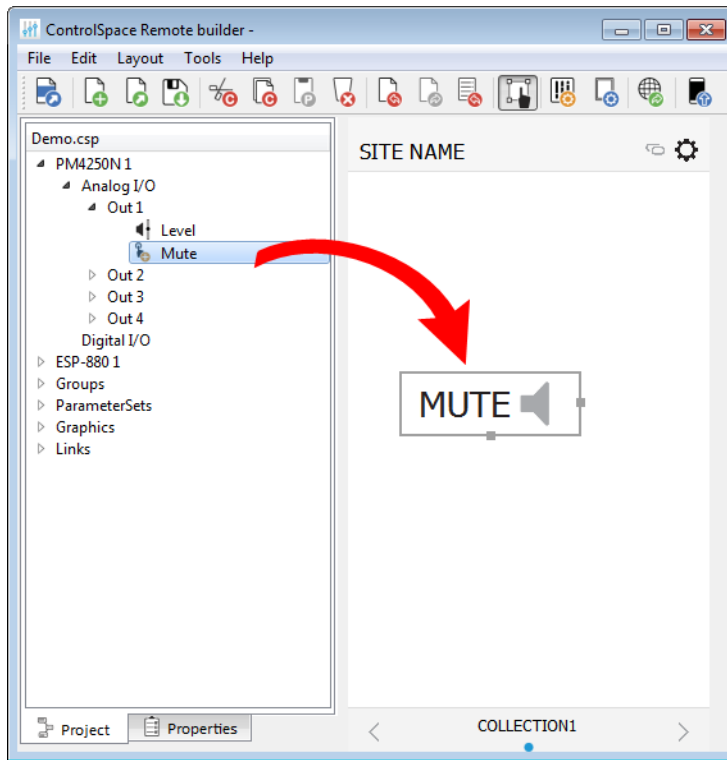 ControlSpace Remote builder -
File Edit Layout Tools Help
Demo.csp
PM4250N 1
Analog I/O
Out 1
Level
Mute
Out 2
Out 3
Out 4
Digital I/O
ESP-880 1
Groups
ParameterSets
Graphics
Links
Project Properties
SITE NAME
MUTE
COLLECTION1